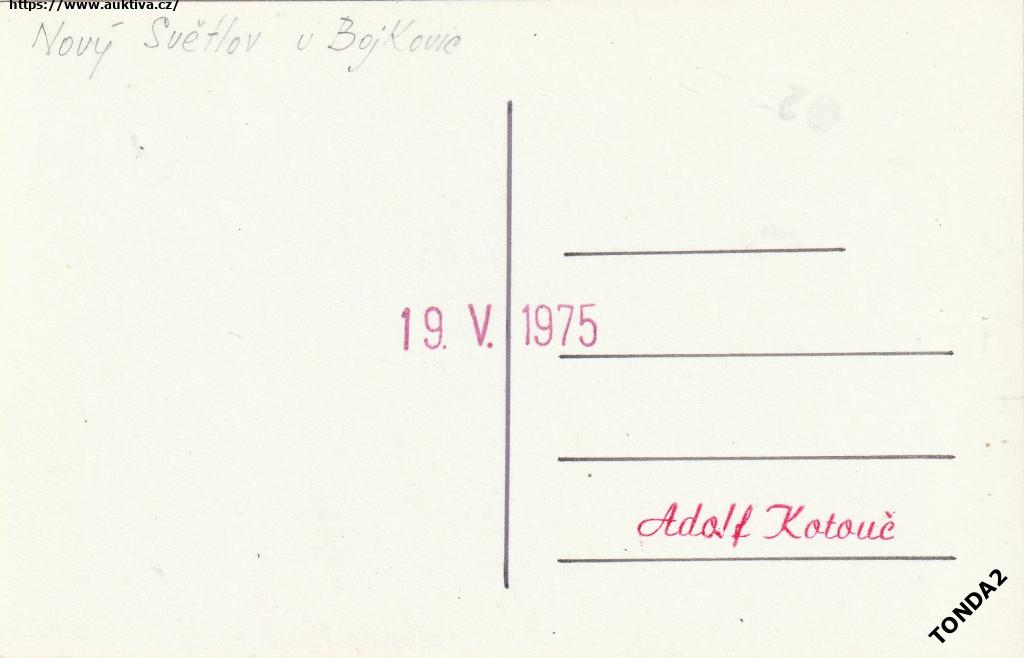 https://www.auktiva.cz/
Nový Světlov u Bojkovic
19. V. 1975
Adolf Kotouč
TONDA2